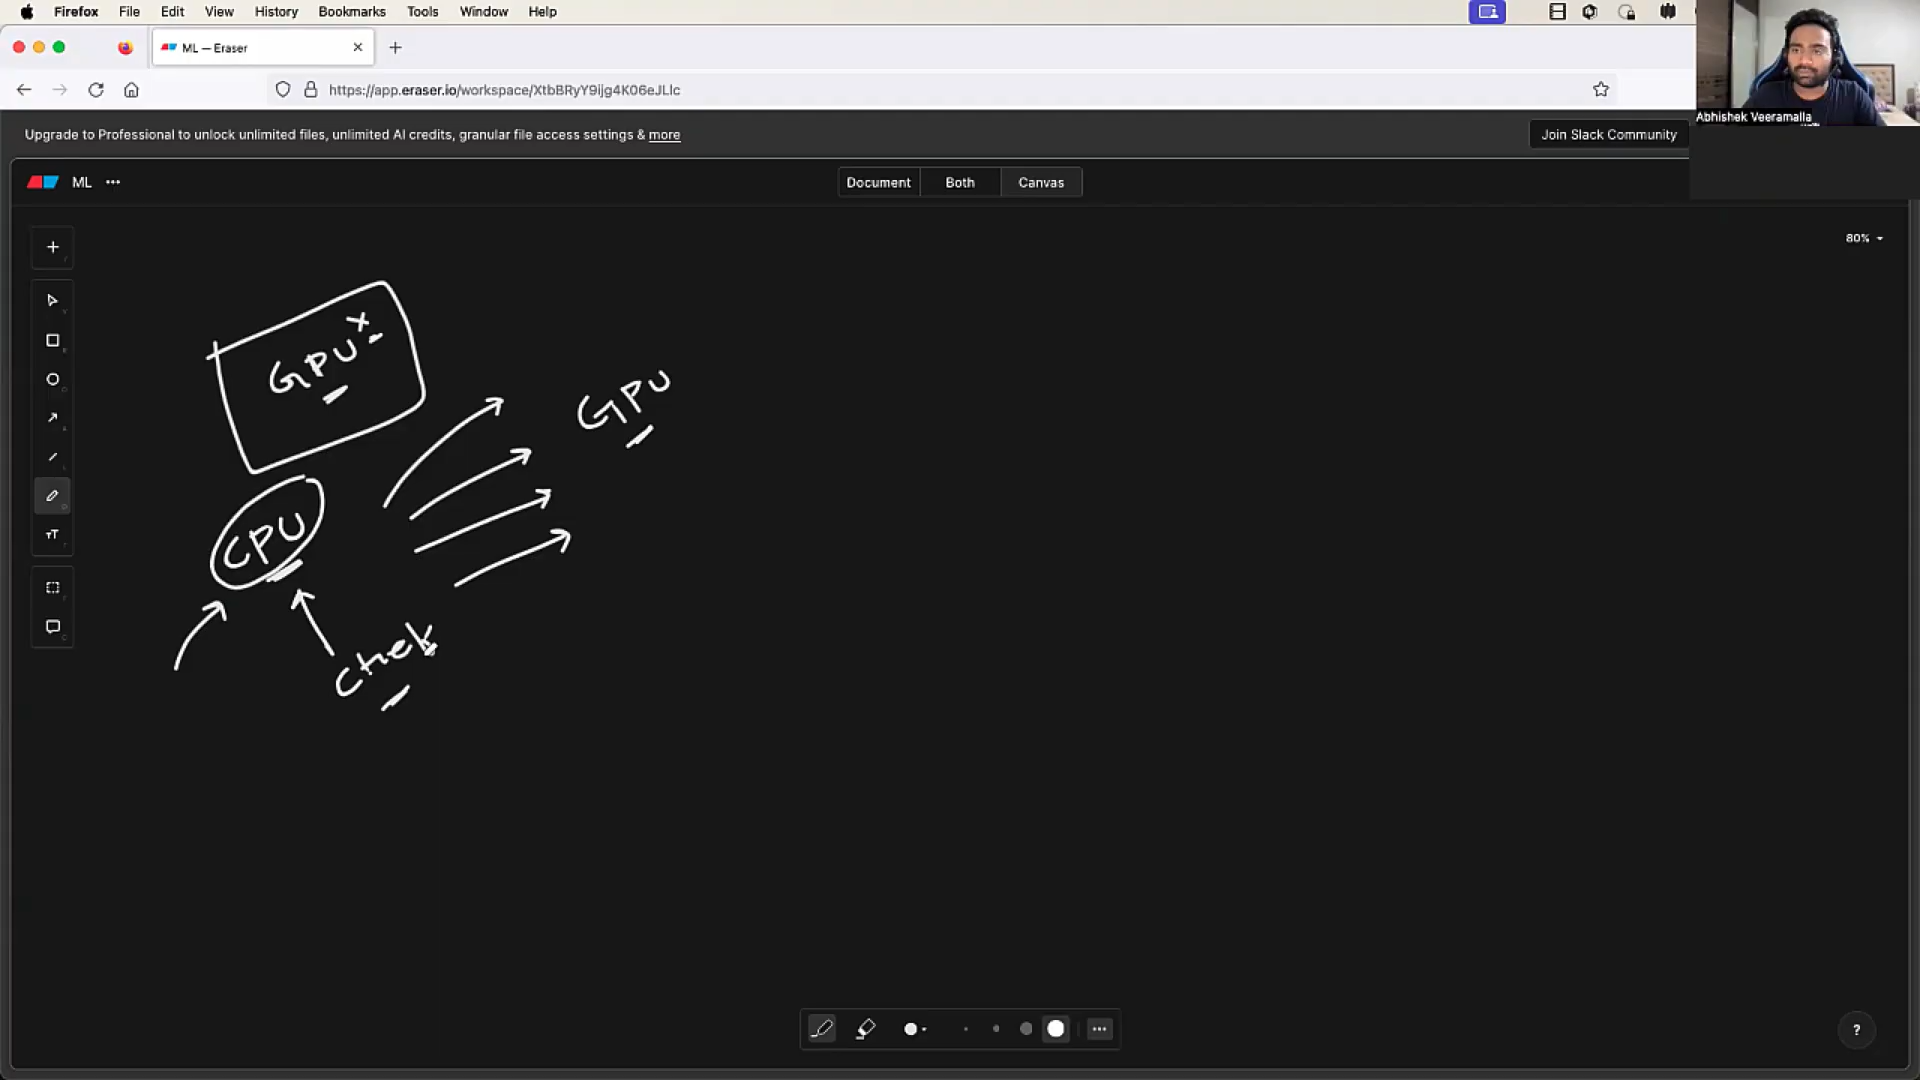 Firefox File Edit View History Bookmarks Tools Window Help
ML — Eraser
https://app.eraser.io/workspace/XtbBRyY9ijg4K06eJLlc
Abhishek Veeramalla
Upgrade to Professional to unlock unlimited files, unlimited AI credits, granular file access settings & more
Join Slack Community
ML
Document Both Canvas
80%
GPU x
GPU
CPU